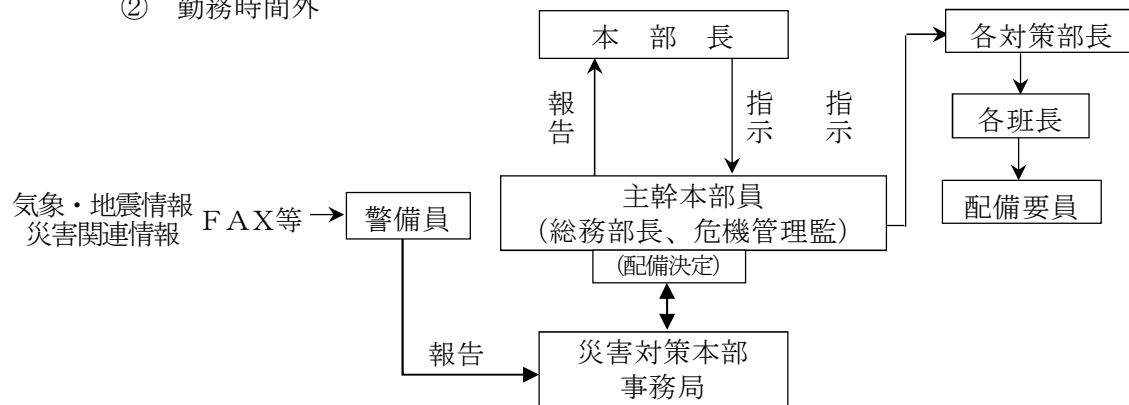 ② 勤務時間外
本 部 長
各対策部長
報告
指示
指示
各班長
気象・地震情報
災害関連情報
FAX等
警備員
主幹本部員
(総務部長、危機管理監)
配備要員
(配備決定)
報告
災害対策本部
事務局